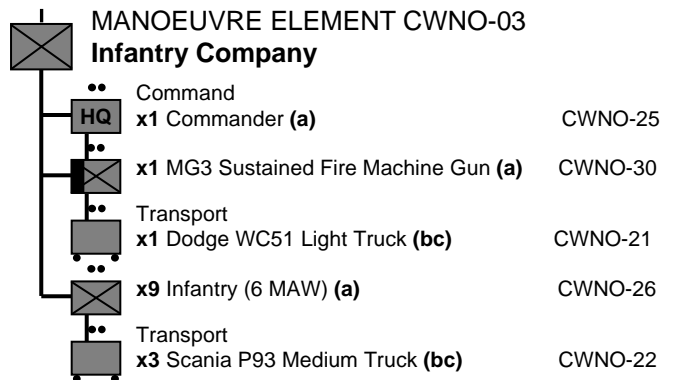 MANOEUVRE ELEMENT CWNO-03
Infantry Company
Command
HQ x1 Commander (a) CWNO-25
x1 MG3 Sustained Fire Machine Gun (a) CWNO-30
Transport
x1 Dodge WC51 Light Truck (bc) CWNO-21
x9 Infantry (6 MAW) (a) CWNO-26
Transport
x3 Scania P93 Medium Truck (bc) CWNO-22